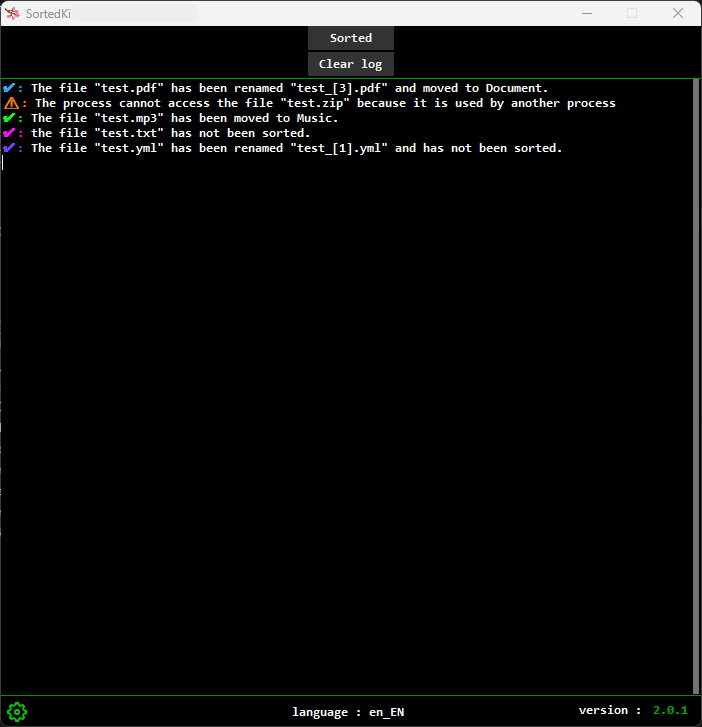 SortedKi
Sorted
Clear log
✔: The file "test.pdf" has been renamed "test_[3].pdf" and moved to Document.
⚠: The process cannot access the file "test.zip" because it is used by another process
✔: The file "test.mp3" has been moved to Music.
✔: the file "test.txt" has not been sorted.
✔: The file "test.yml" has been renamed "test_[1].yml" and has not been sorted.
language : en_EN
version : 2.0.1